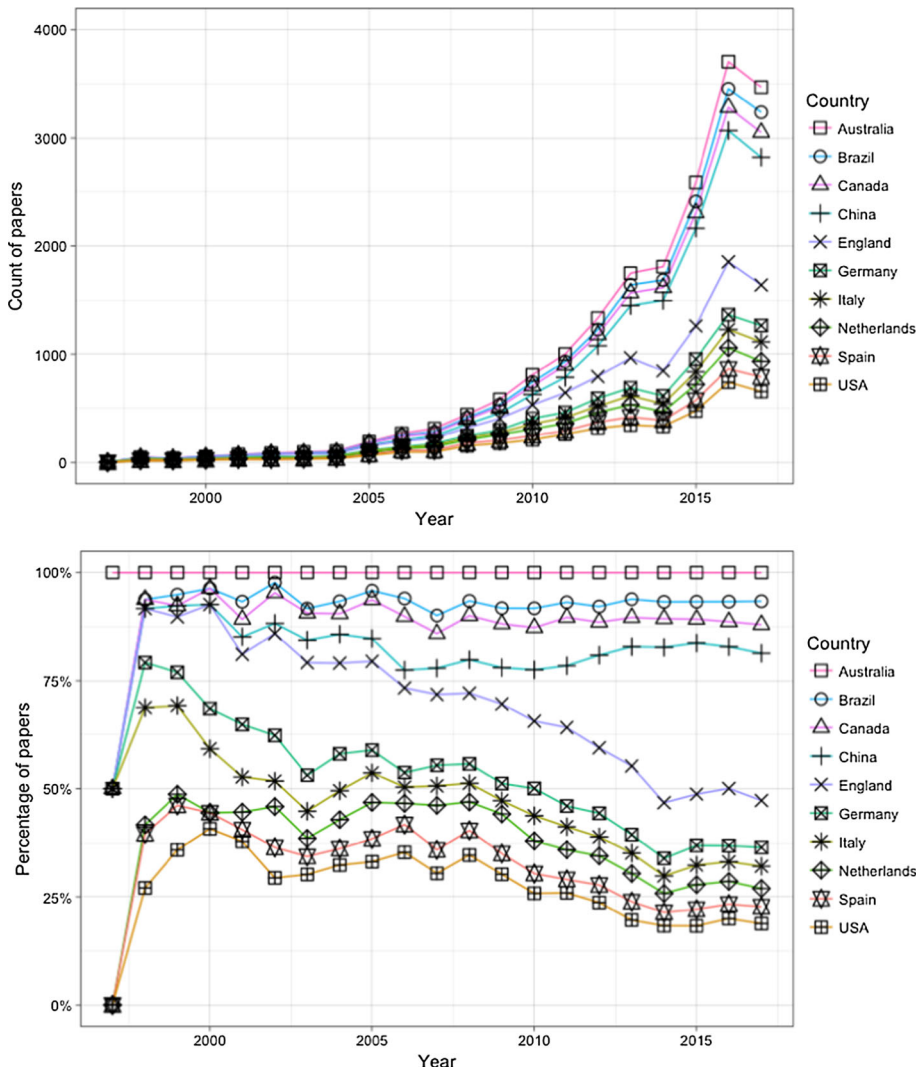 4000
3000
2000
1000
0
Count of papers
2000
2005
2010
2015
Year
Country
Australia
Brazil
Canada
China
England
Germany
Italy
Netherlands
Spain
USA
100%
75%
50%
25%
0%
Percentage of papers
2000
2005
2010
2015
Year
Country
Australia
Brazil
Canada
China
England
Germany
Italy
Netherlands
Spain
USA